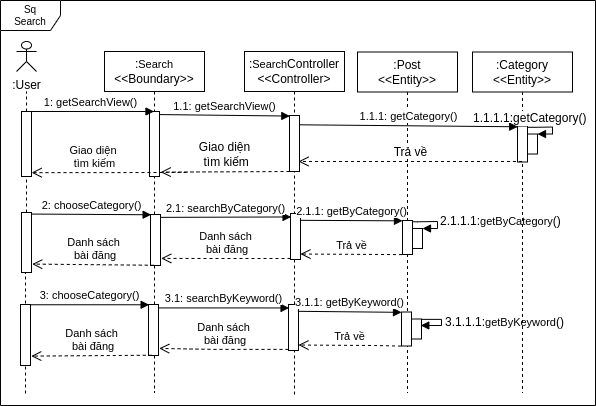 Sq
Search
:User
:Search
<<Boundary>>
:SearchController
<<Controller>>
:Post
<<Entity>>
:Category
<<Entity>>
1: getSearchView()
1.1: getSearchView()
1.1.1: getCategory()
1.1.1.1:getCategory()
Giao diện
tìm kiếm
Giao diện
tìm kiếm
Trả về
2: chooseCategory()
2.1: searchByCategory()
2.1.1: getByCategory()
2.1.1.1:getByCategory()
Danh sách
bài đăng
Danh sách
bài đăng
Trả về
3: chooseCategory()
3.1: searchByKeyword()
3.1.1: getByKeyword()
3.1.1.1:getByKeyword()
Danh sách
bài đăng
Danh sách
bài đăng
Trả về